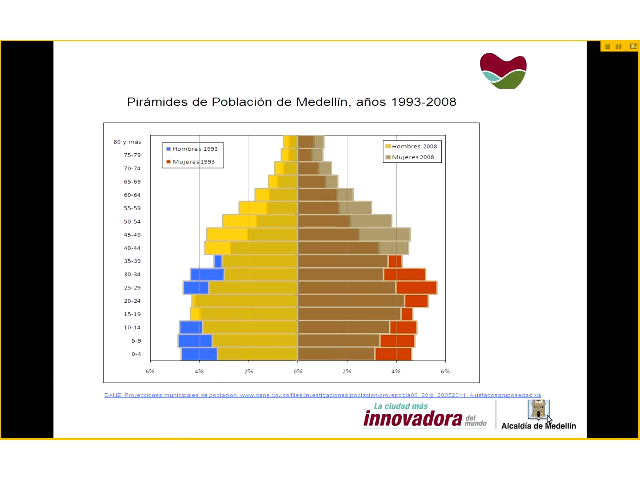 Pirámides de Población de Medellín, años 1993-2008
80 y más
75-79
70-74
65-69
60-64
55-59
50-54
45-49
40-44
35-39
30-34
25-29
20-24
15-19
10-14
5-9
0-4
Hombres 1993
Mujeres 1993
Hombres 2008
Mujeres 2008
6% 4% 2% 0% 2% 4% 6%
DANE. Proyecciones municipales de población.
La ciudad más
innovadora del
mundo
Alcaldía de Medellín